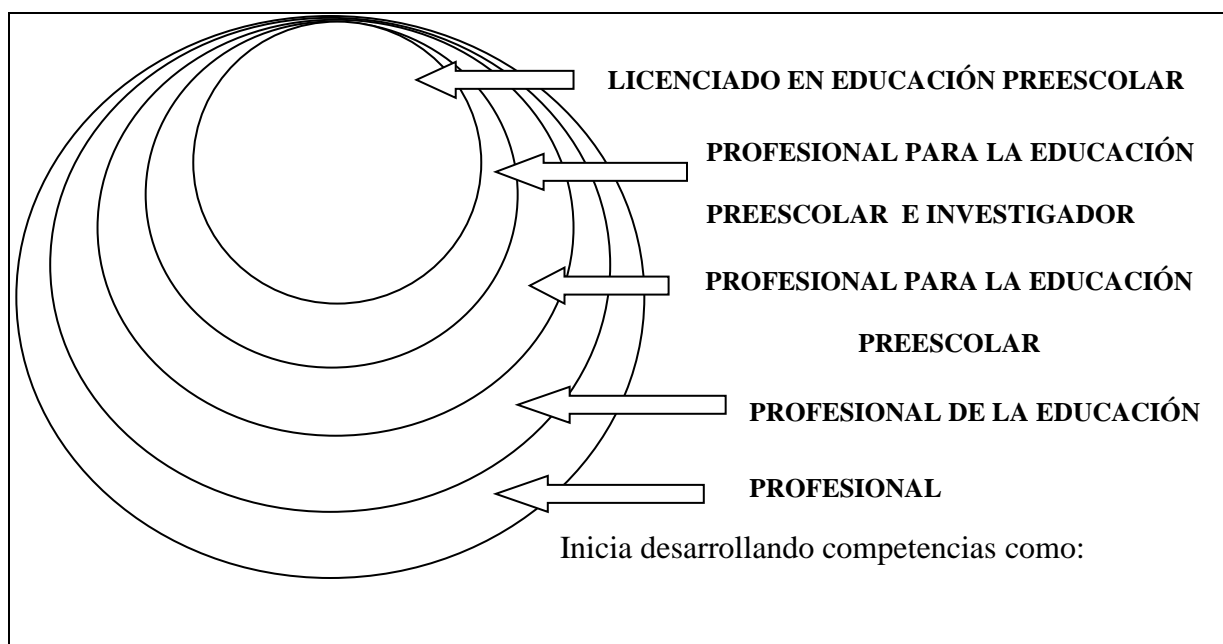 LICENCIADO EN EDUCACIÓN PREESCOLAR
PROFESIONAL PARA LA EDUCACIÓN
PREESCOLAR E INVESTIGADOR
PROFESIONAL PARA LA EDUCACIÓN
PREESCOLAR
PROFESIONAL DE LA EDUCACIÓN
PROFESIONAL
Inicia desarrollando competencias como: